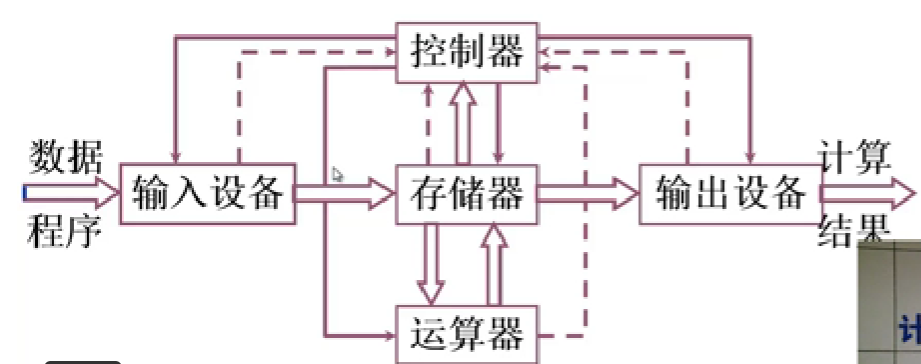 控制器
数据
程序
输入设备
存储器
输出设备
计算
结果
运算器
计